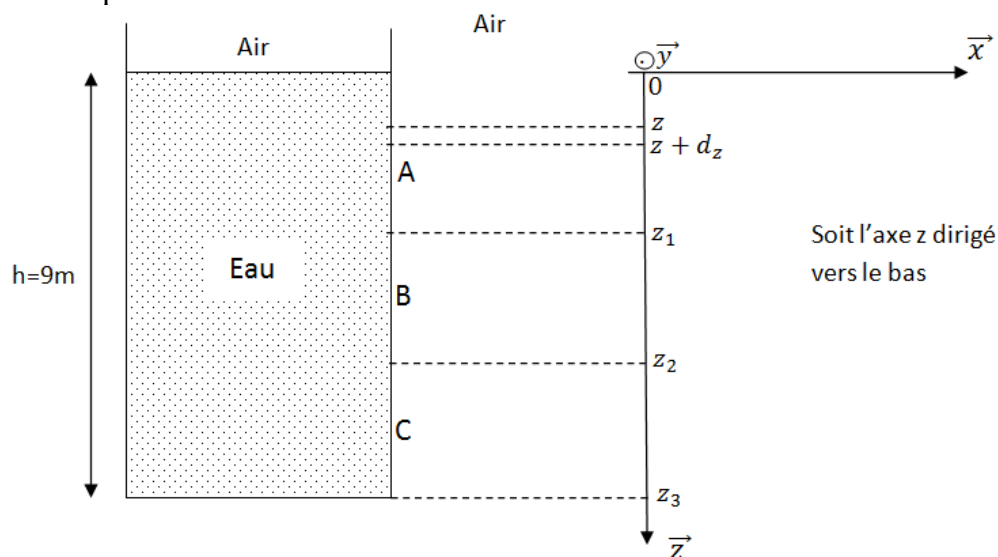 Air
Air
y
x
0
z
z + d_z
A
z_1
Soit l'axe z dirigé
vers le bas
Eau
h=9m
B
z_2
C
z_3
z